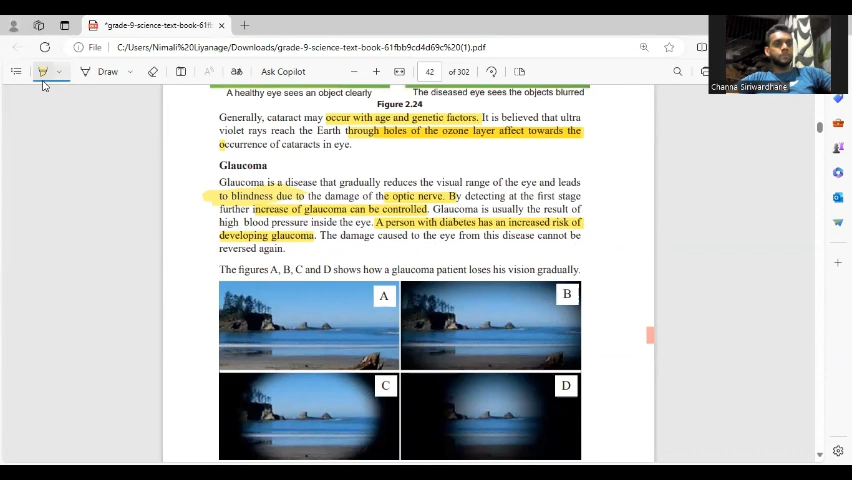 *grade-9-science-text-book-61fb
File
C:/Users/Nimali%20Liyanage/Downloads/grade-9-science-text-book-61fbb9cd4d69c%20(1).pdf
Draw
Ask Copilot
42 of 302
Channa Siriwardhane
A healthy eye sees an object clearly
The diseased eye sees the objects blurred
Figure 2.24
Generally, cataract may occur with age and genetic factors. It is believed that ultra
violet rays reach the Earth through holes of the ozone layer affect towards the
occurrence of cataracts in eye.
Glaucoma
Glaucoma is a disease that gradually reduces the visual range of the eye and leads
to blindness due to the damage of the optic nerve. By detecting at the first stage
further increase of glaucoma can be controlled. Glaucoma is usually the result of
high blood pressure inside the eye. A person with diabetes has an increased risk of
developing glaucoma. The damage caused to the eye from this disease cannot be
reversed again.
The figures A, B, C and D shows how a glaucoma patient loses his vision gradually.
A
B
C
D